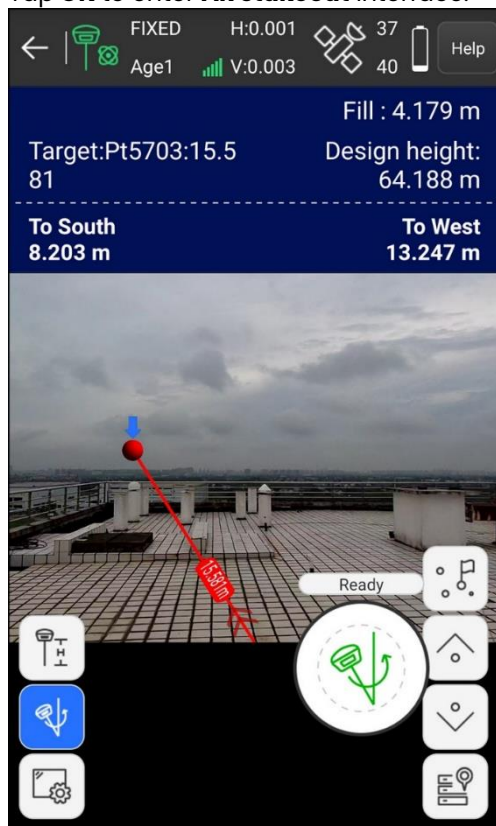 FIXED H:0.001 37
Age1 V:0.003 40
Help
Fill : 4.179 m
Target:Pt5703:15.5
81
Design height:
64.188 m
To South
8.203 m
To West
13.247 m
15.581m
Ready
H